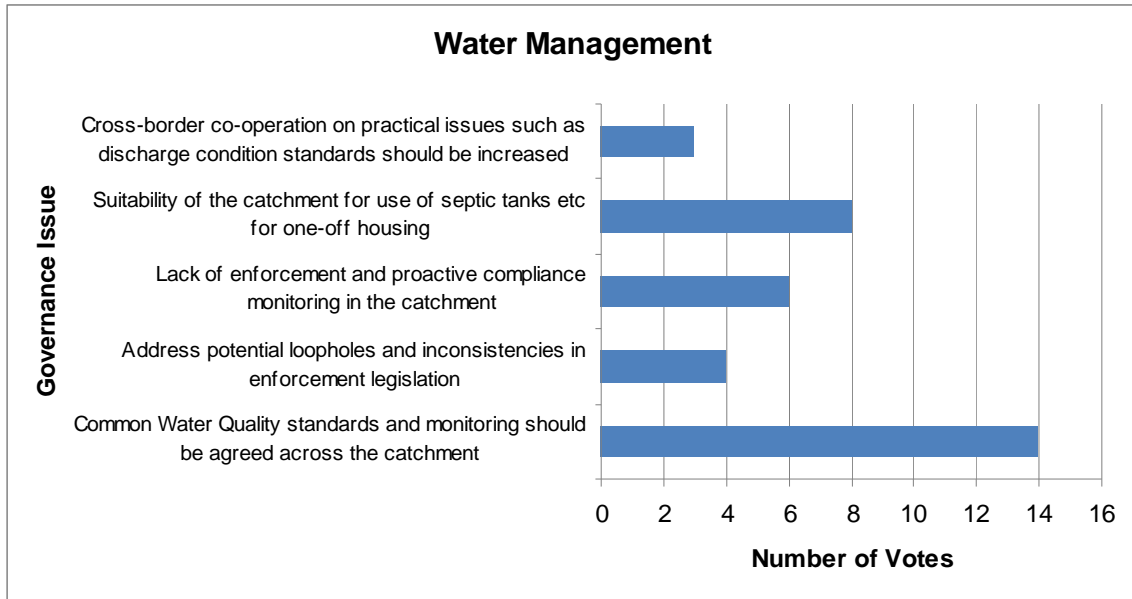 Water Management
Cross-border co-operation on practical issues such as
discharge condition standards should be increased
Suitability of the catchment for use of septic tanks etc
for one-off housing
Lack of enforcement and proactive compliance
monitoring in the catchment
Address potential loopholes and inconsistencies in
enforcement legislation
Common Water Quality standards and monitoring should
be agreed across the catchment
Governance Issue
0 2 4 6 8 10 12 14 16
Number of Votes